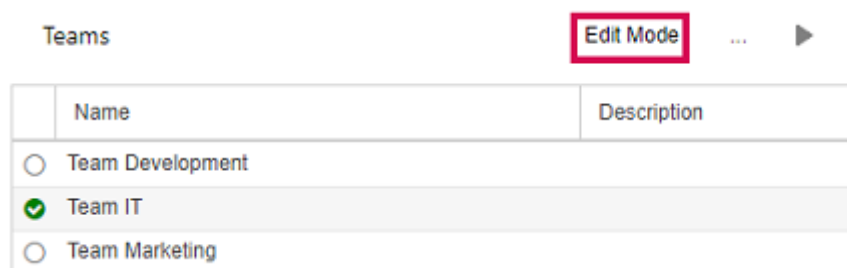 Teams Edit Mode ...
Name Description
Team Development
Team IT
Team Marketing